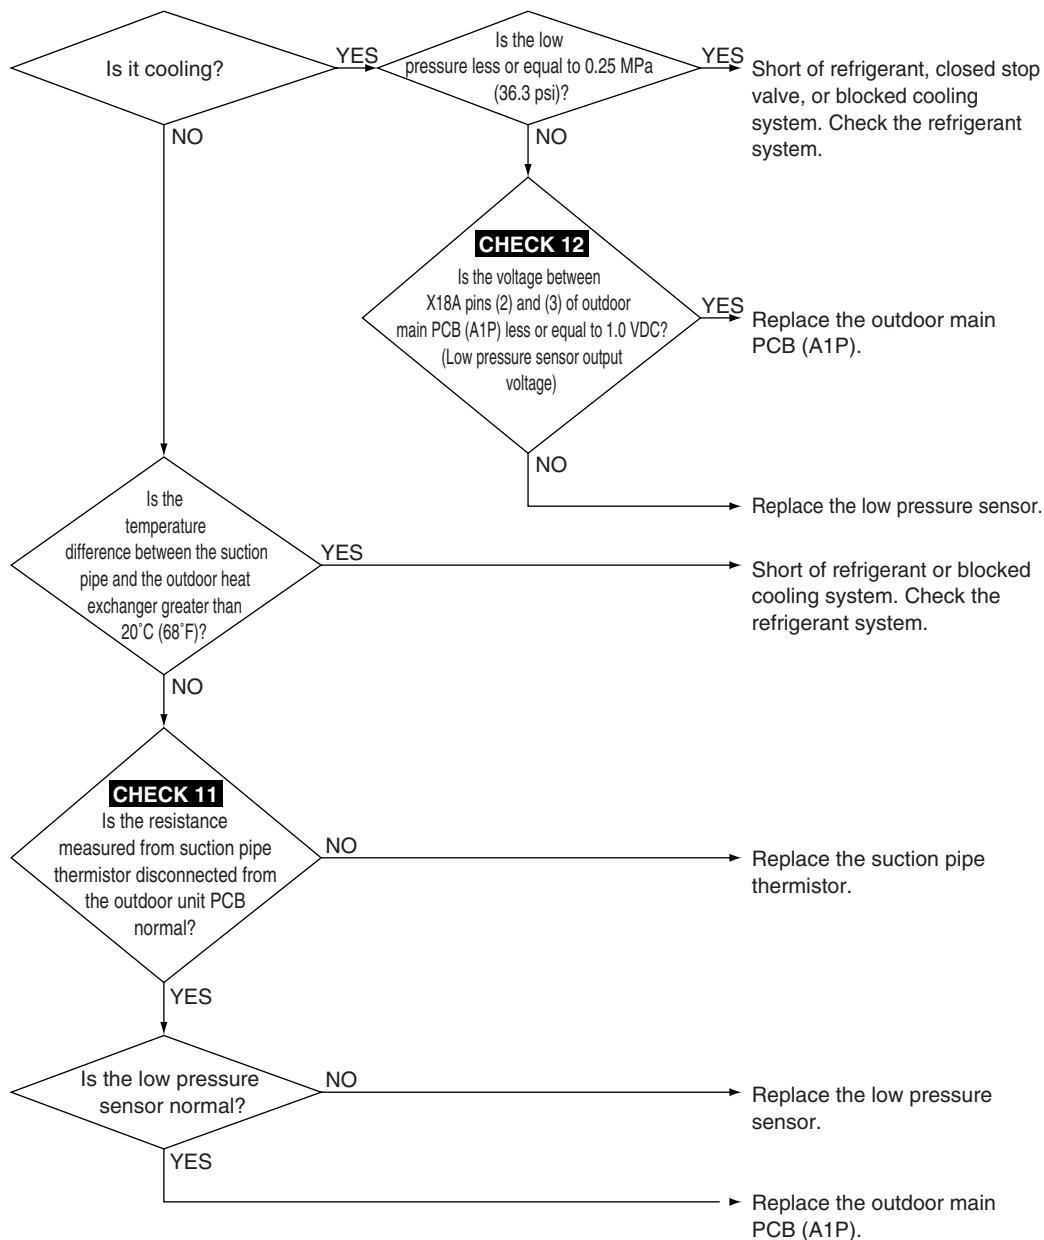 Is it cooling?
YES
Is the low
pressure less or equal to 0.25 MPa
(36.3 psi)?
YES
Short of refrigerant, closed stop
valve, or blocked cooling
system. Check the refrigerant
system.
NO
NO
CHECK 12
Is the voltage between
X18A pins (2) and (3) of outdoor
main PCB (A1P) less or equal to 1.0 VDC?
(Low pressure sensor output
voltage)
YES
Replace the outdoor main
PCB (A1P).
NO
Replace the low pressure sensor.
Is the
temperature
difference between the suction
pipe and the outdoor heat
exchanger greater than
20˚C (68˚F)?
YES
Short of refrigerant or blocked
cooling system. Check the
refrigerant system.
NO
CHECK 11
Is the resistance
measured from suction pipe
thermistor disconnected from
the outdoor unit PCB
normal?
NO
Replace the suction pipe
thermistor.
YES
Is the low pressure
sensor normal?
NO
Replace the low pressure
sensor.
YES
Replace the outdoor main
PCB (A1P).